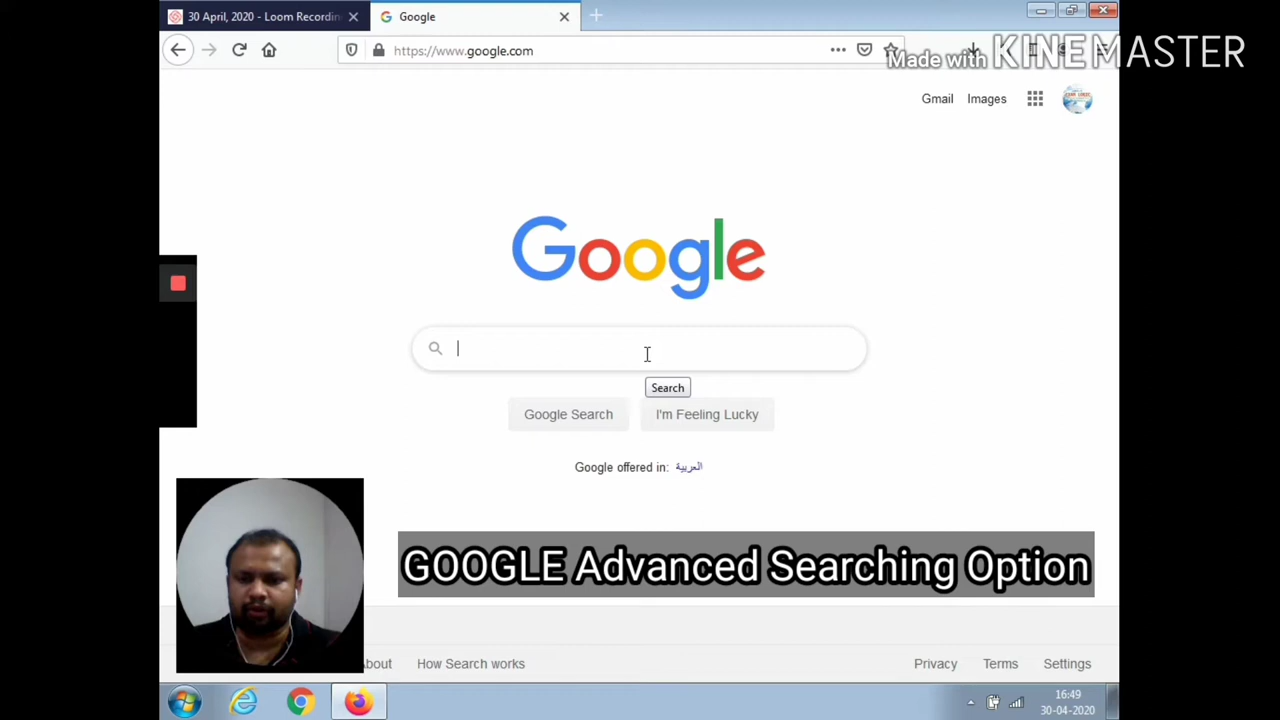 30 April, 2020 - Loom Recordin
Google
https://www.google.com
Made with KINEMASTER
Gmail
Images
Google
Search
Google Search
I'm Feeling Lucky
Google offered in: العربية
GOOGLE Advanced Searching Option
About
How Search works
Privacy
Terms
Settings
16:49
30-04-2020